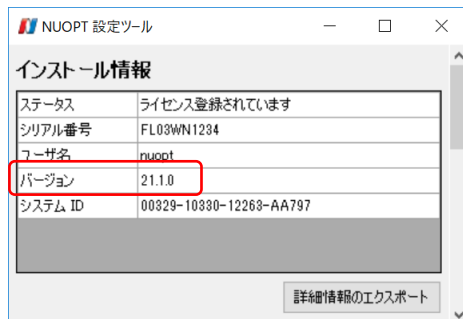 NUOPT 設定ツール
インストール情報
ステータス ライセンス登録されています
シリアル番号 FL03WN1234
ユーザ名 nuopt
バージョン 21.1.0
システム ID 00329-10330-12263-AA797
詳細情報のエクスポート